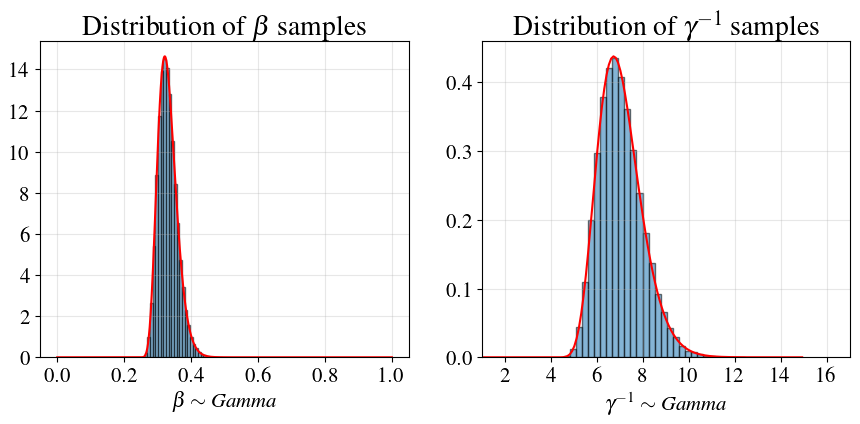 Distribution of β samples
14
12
10
8
6
4
2
0
0.0 0.2 0.4 0.6 0.8 1.0
β ~ Gamma
Distribution of γ⁻¹ samples
0.4
0.3
0.2
0.1
0.0
2 4 6 8 10 12 14 16
γ⁻¹ ~ Gamma